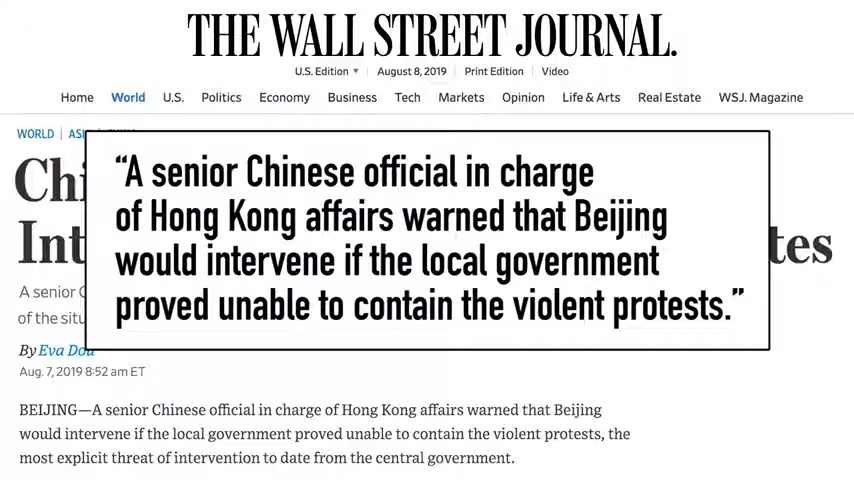 THE WALL STREET JOURNAL.
U.S. Edition August 8, 2019 Print Edition Video
Home World U.S. Politics Economy Business Tech Markets Opinion Life & Arts Real Estate WSJ. Magazine
WORLD
“A senior Chinese official in charge
of Hong Kong affairs warned that Beijing
would intervene if the local government
proved unable to contain the violent protests.”
A senior
of the
By Eva Dou
Aug. 7, 2019 8:52 am ET
BEIJING—A senior Chinese official in charge of Hong Kong affairs warned that Beijing
would intervene if the local government proved unable to contain the violent protests, the
most explicit threat of intervention to date from the central government.